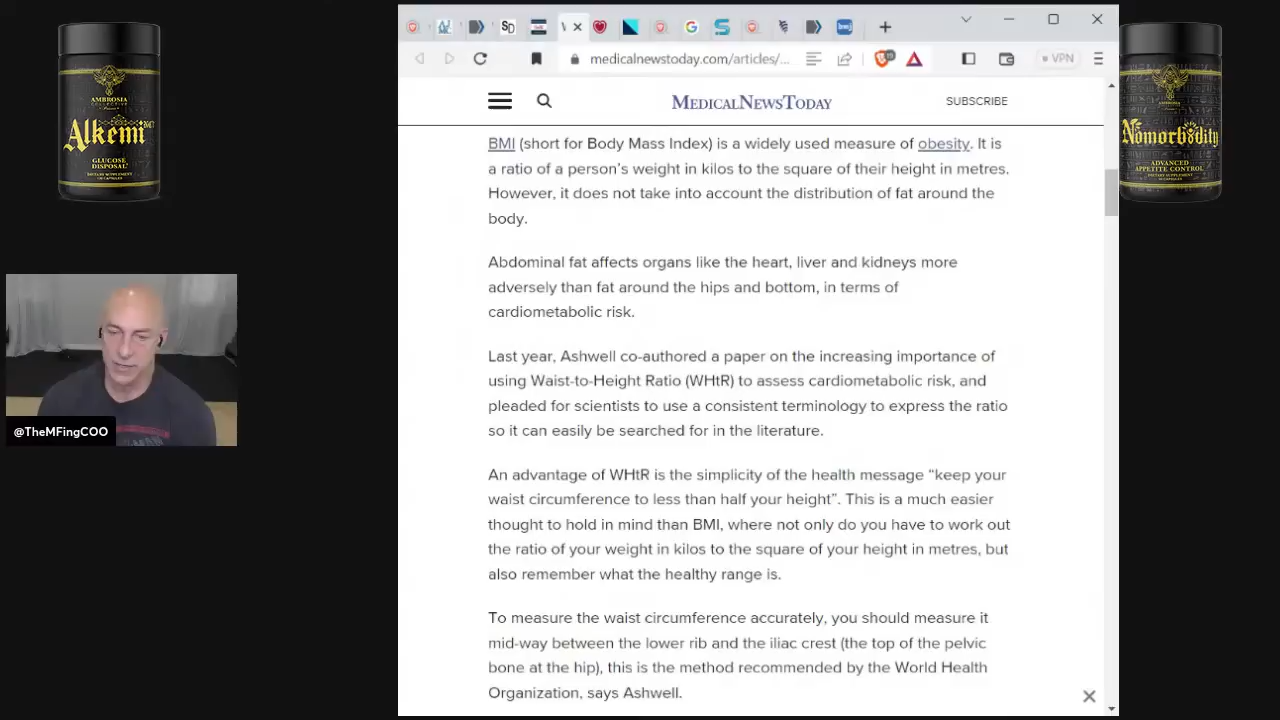 AMBROSIA
COLLECTIVE
Alkemi
GLUCOSE
DISPOSAL
@TheMFingCOO
SD
medicalnewstoday.com/articles/...
VPN
MEDICALNEWSTODAY
SUBSCRIBE
BMI (short for Body Mass Index) is a widely used measure of obesity. It is
a ratio of a person's weight in kilos to the square of their height in metres.
However, it does not take into account the distribution of fat around the
body.
Abdominal fat affects organs like the heart, liver and kidneys more
adversely than fat around the hips and bottom, in terms of
cardiometabolic risk.
Last year, Ashwell co-authored a paper on the increasing importance of
using Waist-to-Height Ratio (WHtR) to assess cardiometabolic risk, and
pleaded for scientists to use a consistent terminology to express the ratio
so it can easily be searched for in the literature.
An advantage of WHtR is the simplicity of the health message “keep your
waist circumference to less than half your height”. This is a much easier
thought to hold in mind than BMI, where not only do you have to work out
the ratio of your weight in kilos to the square of your height in metres, but
also remember what the healthy range is.
To measure the waist circumference accurately, you should measure it
mid-way between the lower rib and the iliac crest (the top of the pelvic
bone at the hip), this is the method recommended by the World Health
Organization, says Ashwell.
Nomorbidity
ADVANCED
APPETITE CONTROL